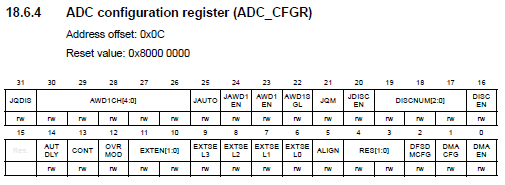 18.6.4 ADC configuration register (ADC_CFGR)
Address offset: 0x0C
Reset value: 0x8000 0000
31 30 29 28 27 26 25 24 23 22 21 20 19 18 17 16
JQDIS AWD1CH[4:0] JAUTO JAWD1 EN AWD1 EN AWD1S GL JQM JDISC EN DISCNUM[2:0] DISC EN
rw rw rw rw rw rw rw rw rw rw rw rw rw rw rw rw
15 14 13 12 11 10 9 8 7 6 5 4 3 2 1 0
Res. AUT DLY CONT OVR MOD EXTEN[1:0] EXTSE L3 EXTSE L2 EXTSE L1 EXTSE L0 ALIGN RES[1:0] DFSD MCFG DMA CFG DMA EN
rw rw rw rw rw rw rw rw rw rw rw rw rw rw rw